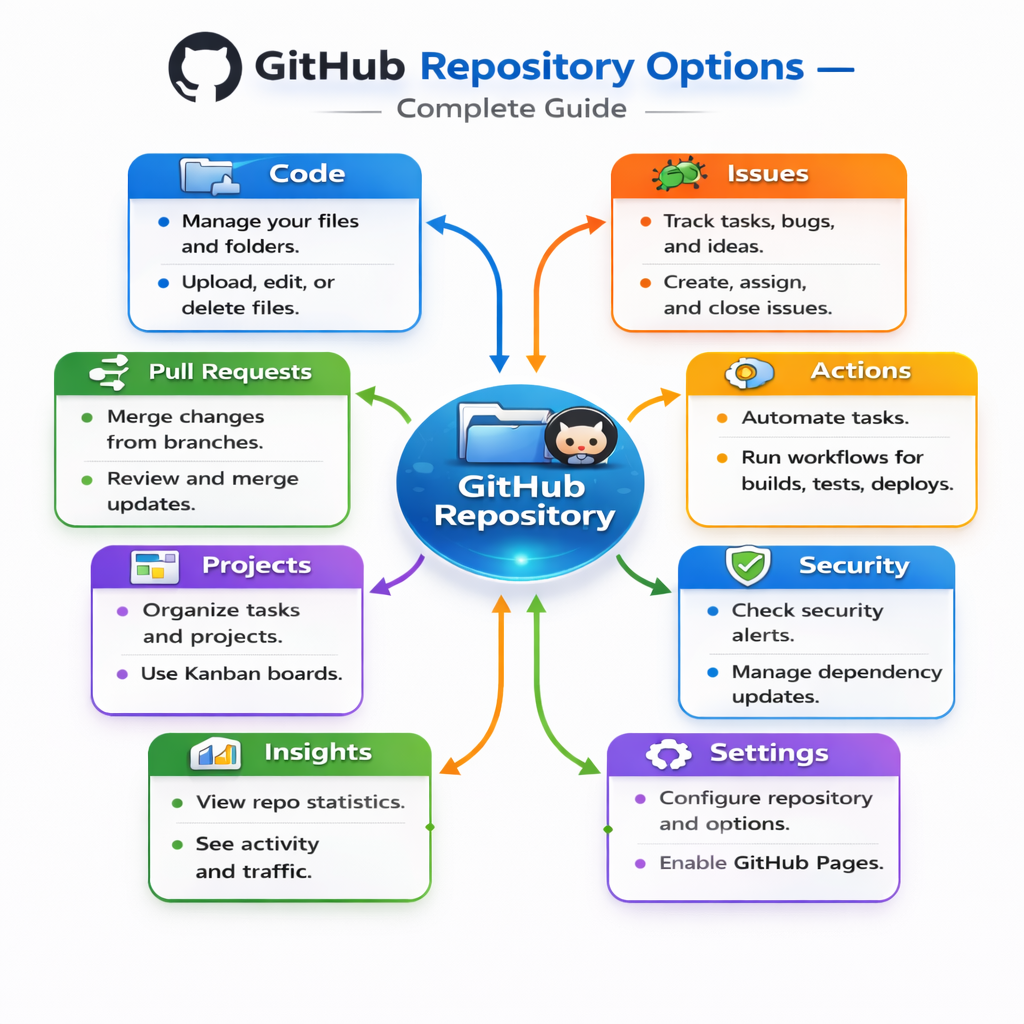 GitHub Repository Options —
Complete Guide
Code
Manage your files
and folders.
Upload, edit, or
delete files.
Issues
Track tasks, bugs,
and ideas.
Create, assign,
and close issues.
Pull Requests
Merge changes
from branches.
Review and merge
updates.
GitHub
Repository
Actions
Automate tasks.
Run workflows for
builds, tests, deploys.
Projects
Organize tasks
and projects.
Use Kanban boards.
Security
Check security
alerts.
Manage dependency
updates.
Insights
View repo statistics.
See activity
and traffic.
Settings
Configure repository
and options.
Enable GitHub Pages.